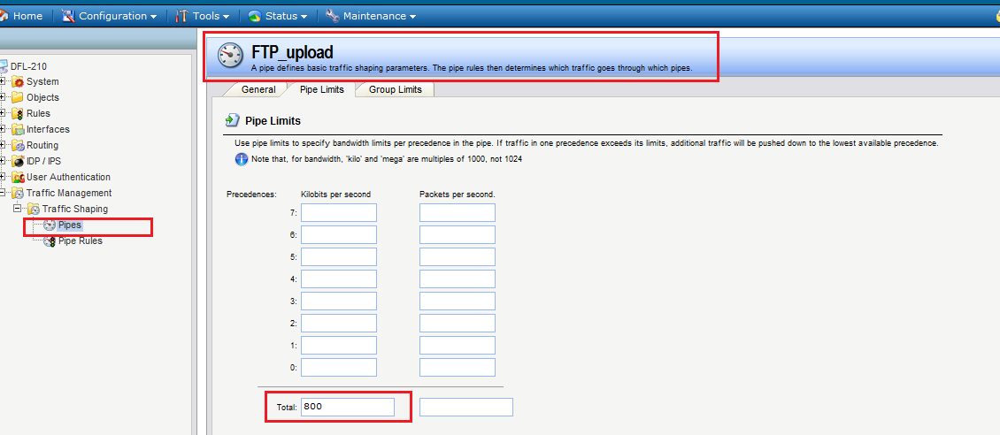 Home Configuration Tools Status Maintenance
DFL-210
System
Objects
Rules
Interfaces
Routing
IDP / IPS
User Authentication
Traffic Management
Traffic Shaping
Pipes
Pipe Rules
FTP_upload
A pipe defines basic traffic shaping parameters. The pipe rules then determines which traffic goes through which pipes.
General Pipe Limits Group Limits
Pipe Limits
Use pipe limits to specify bandwidth limits per precedence in the pipe. If traffic in one precedence exceeds its limits, additional traffic will be pushed down to the lowest available precedence.
Note that, for bandwidth, 'kilo' and 'mega' are multiples of 1000, not 1024
Precedences: Kilobits per second Packets per second.
7:
6:
5:
4:
3:
2:
1:
0:
Total: 800